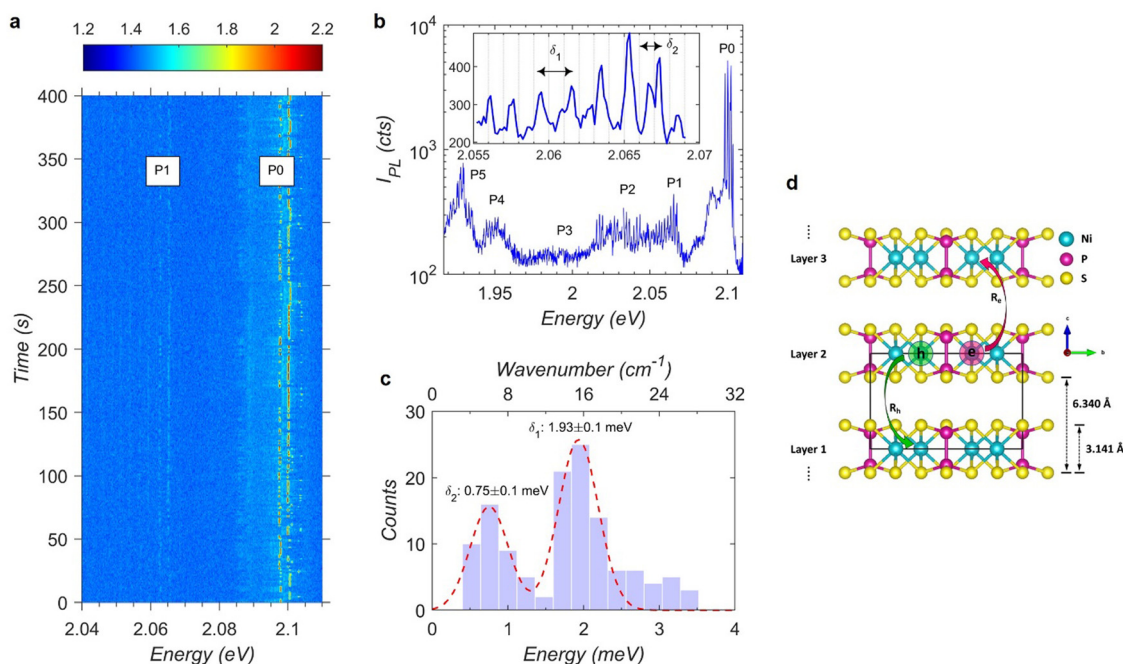 a
1.2 1.4 1.6 1.8 2 2.2
400
350
300
250
200
150
100
50
0
Time (s)
P1
P0
2.04 2.06 2.08 2.1
Energy (eV)
b
10⁴
10³
10²
I_PL (cts)
P5
P4
P3
P2
P1
P0
δ₁
δ₂
400
300
200
2.055 2.06 2.065 2.07
1.95 2 2.05 2.1
Energy (eV)
c
Wavenumber (cm⁻¹)
0 8 16 24 32
30
20
10
0
Counts
δ₁: 1.93±0.1 meV
δ₂: 0.75±0.1 meV
0 1 2 3 4
Energy (meV)
d
Layer 3
Ni
P
S
Rₑ
Layer 2
h
e
c
b
Rₕ
6.340 Å
Layer 1
3.141 Å